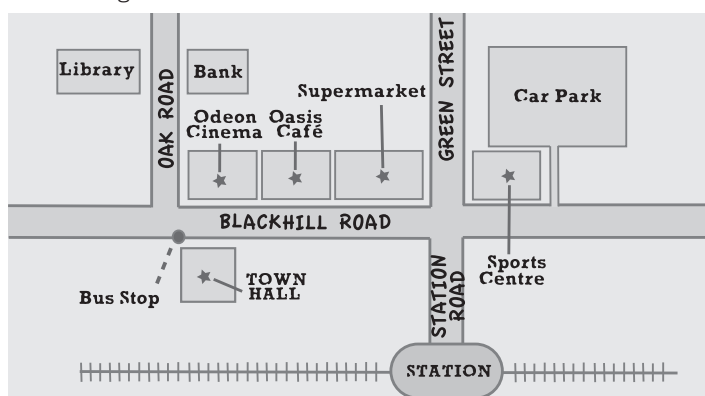 Library
Bank
OAK ROAD
GREEN STREET
Supermarket
Car Park
Odeon
Cinema
Oasis
Café
BLACKHILL ROAD
Bus Stop
TOWN
HALL
STATION
ROAD
Sports
Centre
STATION